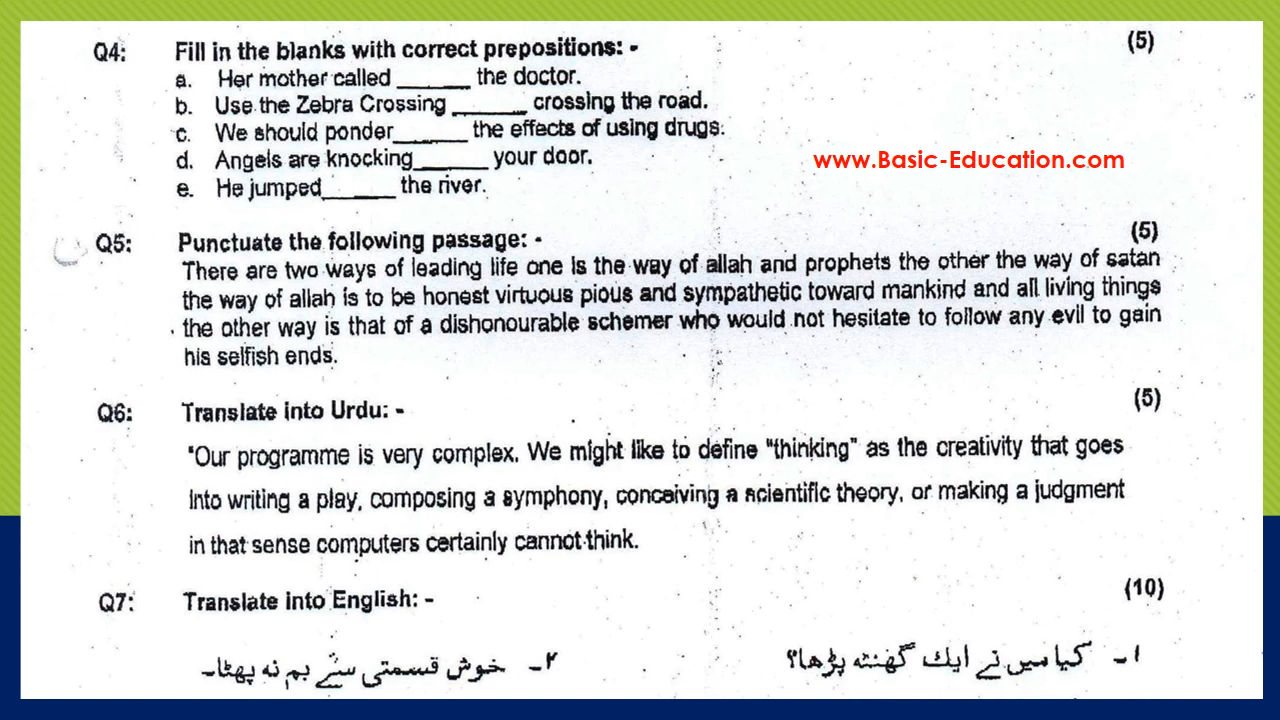 Q4: Fill in the blanks with correct prepositions: - (5)
a. Her mother called ______ the doctor.
b. Use the Zebra Crossing ______ crossing the road.
c. We should ponder______ the effects of using drugs.
d. Angels are knocking______ your door.
www.Basic-Education.com
e. He jumped______ the river.
Q5: Punctuate the following passage: - (5)
There are two ways of leading life one is the way of allah and prophets the other the way of satan
the way of allah is to be honest virtuous pious and sympathetic toward mankind and all living things
the other way is that of a dishonourable schemer who would not hesitate to follow any evil to gain
his selfish ends.
Q6: Translate into Urdu: - (5)
"Our programme is very complex. We might like to define "thinking" as the creativity that goes
into writing a play, composing a symphony, conceiving a scientific theory, or making a judgment
in that sense computers certainly cannot think.
Q7: Translate into English: - (10)
۱۔ کیا میں نے ایک گھنٹہ پڑھا؟ ۲۔ خوش قسمتی سے بم نہ پھٹا۔